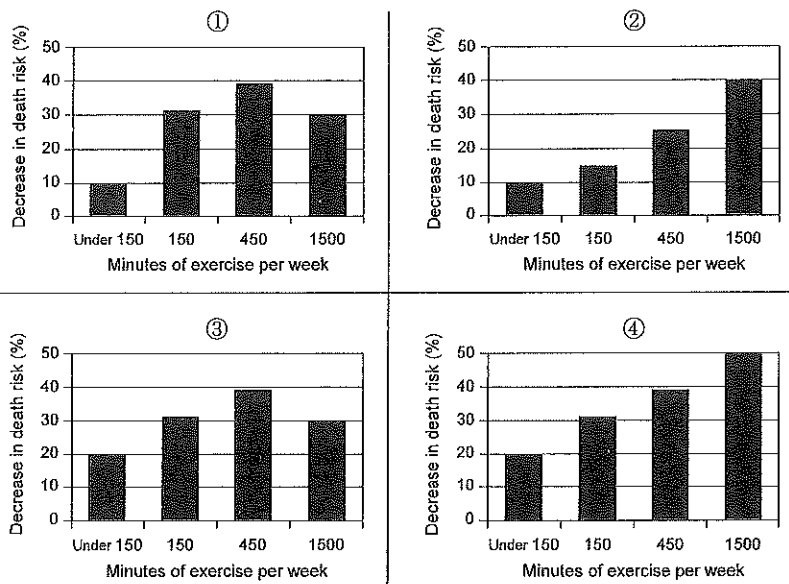 ①
Decrease in death risk (%)
50
40
30
20
10
0
Under 150 150 450 1500
Minutes of exercise per week
②
Decrease in death risk (%)
50
40
30
20
10
0
Under 150 150 450 1500
Minutes of exercise per week
③
Decrease in death risk (%)
50
40
30
20
10
0
Under 150 150 450 1500
Minutes of exercise per week
④
Decrease in death risk (%)
50
40
30
20
10
0
Under 150 150 450 1500
Minutes of exercise per week